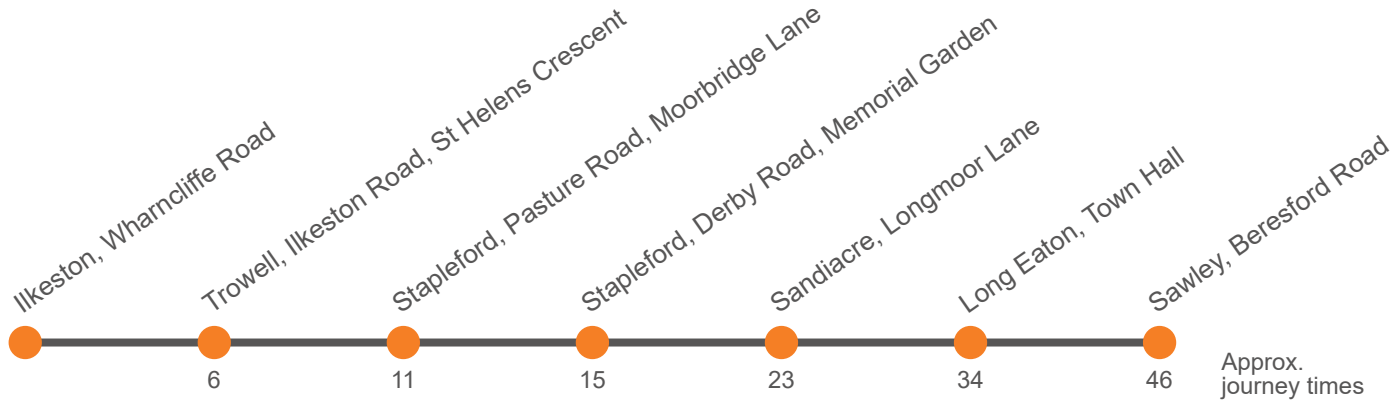 Ilkeston, Wharncliffe Road
Trowell, Ilkeston Road, St Helens Crescent
Stapleford, Pasture Road, Moorbridge Lane
Stapleford, Derby Road, Memorial Garden
Sandiacre, Longmoor Lane
Long Eaton, Town Hall
Sawley, Beresford Road
6
11
15
23
34
46
Approx.
journey times